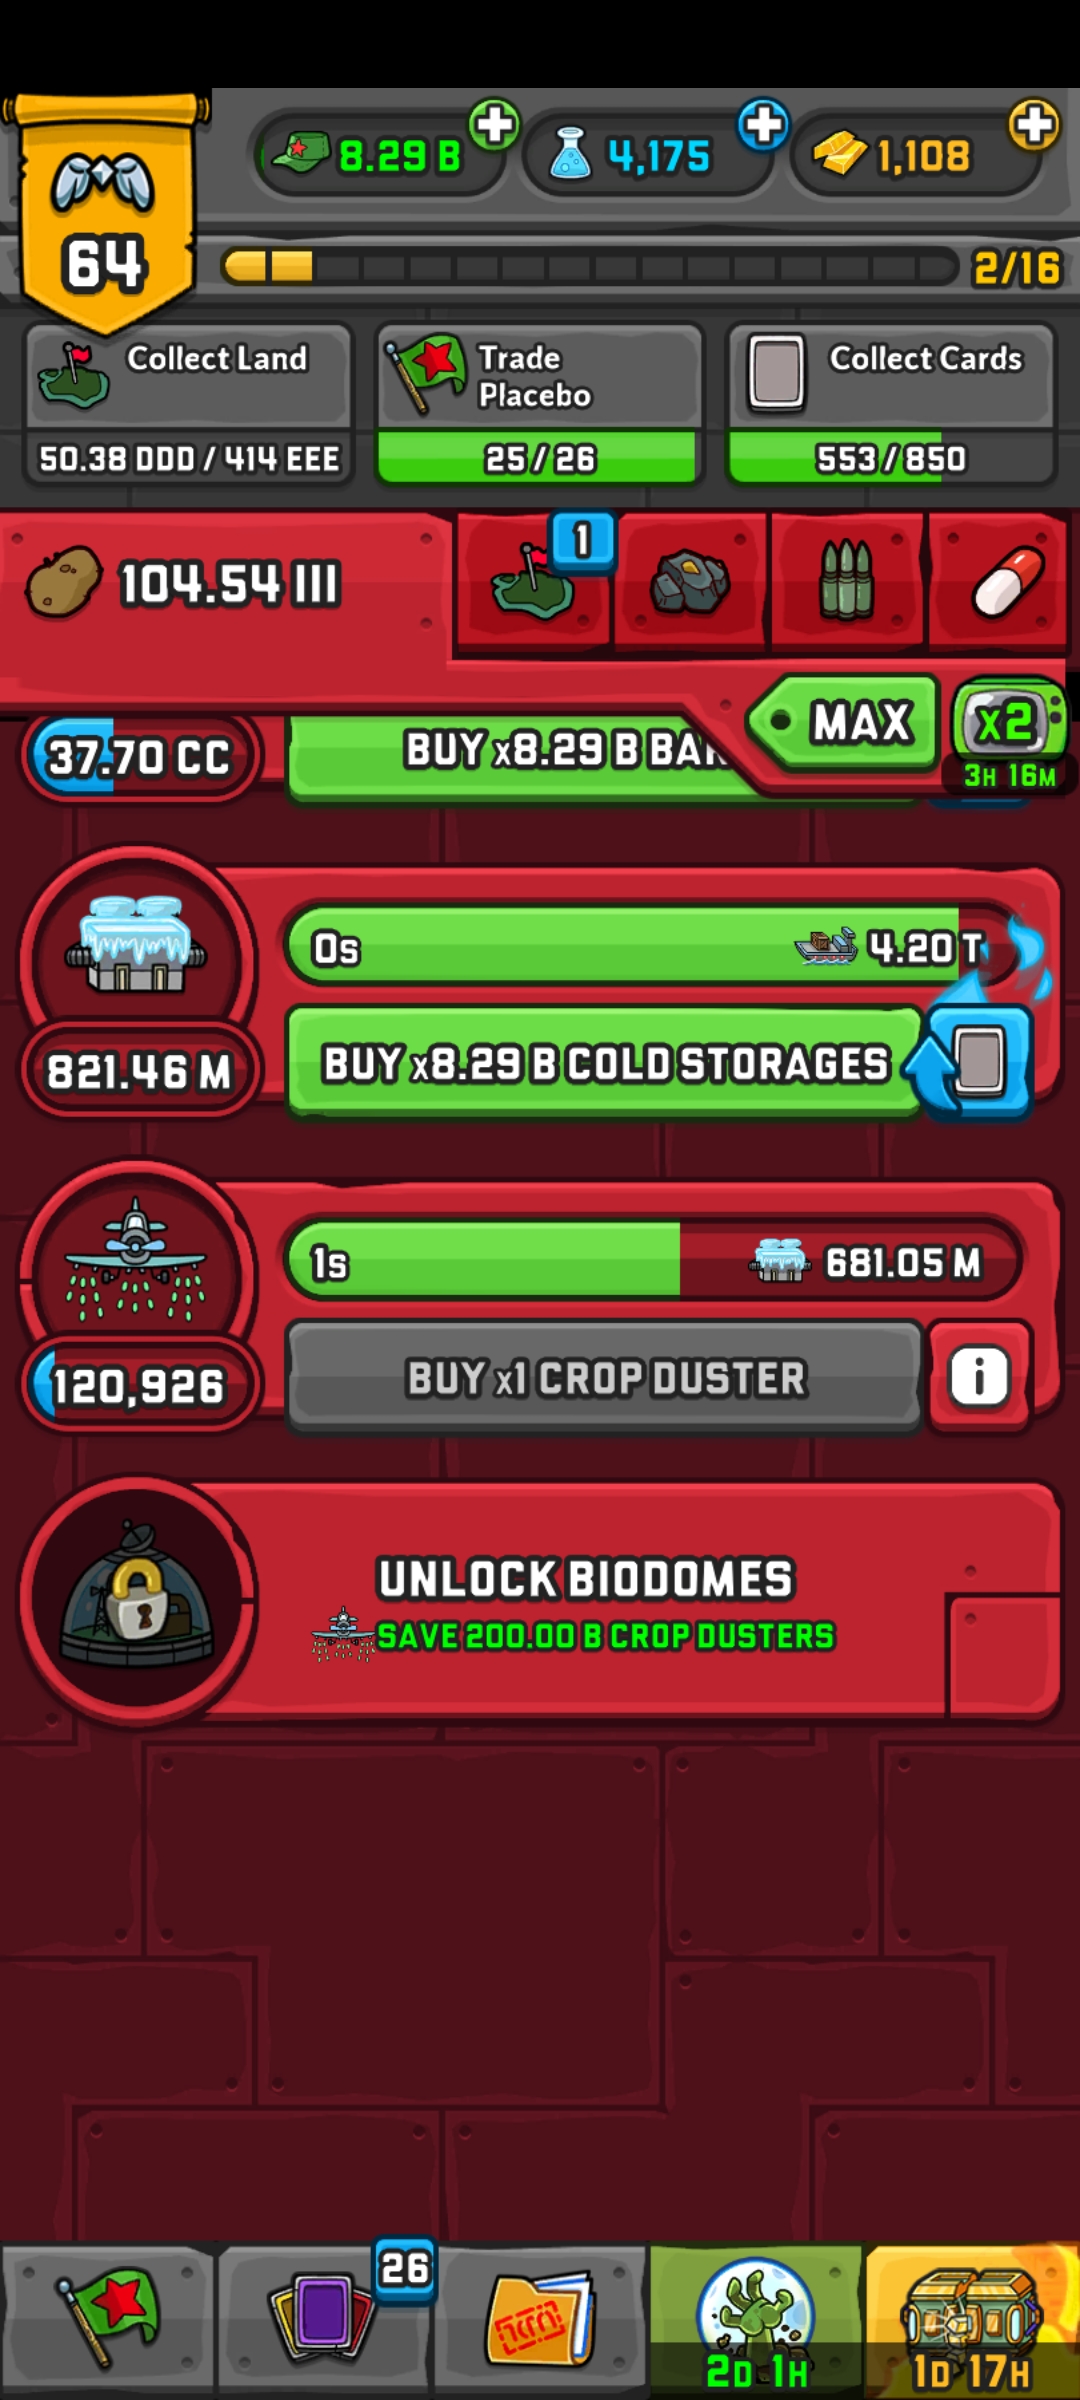 8.29 B
4,175
1,108
64
2/16
Collect Land
50.38 DDD / 414 EEE
Trade
Placebo
25/26
Collect Cards
553/850
104.54 III
1
MAX
x2
3H 16M
37.70 CC
BUY x8.29 B BAR
0s
4.20 T
821.46 M
BUY x8.29 B COLD STORAGES
1s
681.05 M
120,926
BUY x1 CROP DUSTER
i
UNLOCK BIODOMES
SAVE 200.00 B CROP DUSTERS
26
2D 1H
1D 17H